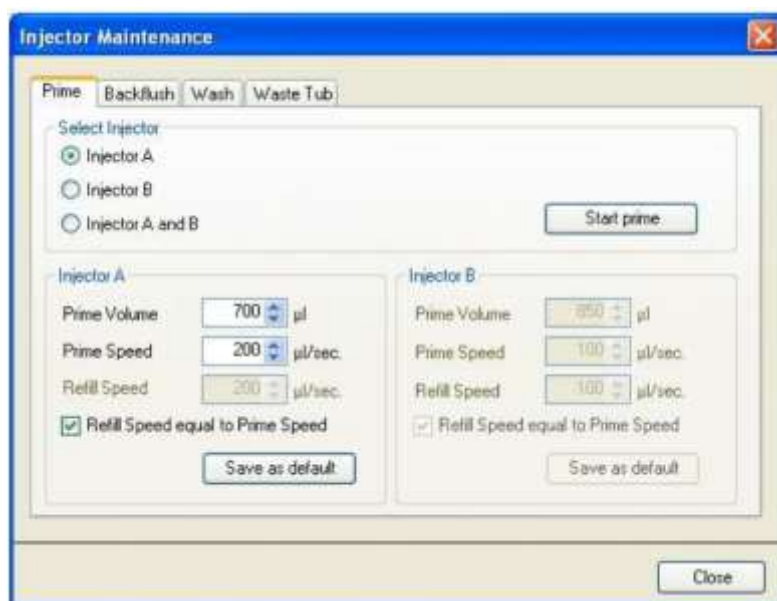 Injector Maintenance
Prime Backflush Wash Waste Tub
Select Injector
Injector A
Injector B
Injector A and B
Start prime
Injector A
Prime Volume 700 µl
Prime Speed 200 µl/sec.
Refill Speed 200 µl/sec.
Refill Speed equal to Prime Speed
Save as default
Injector B
Prime Volume 850 µl
Prime Speed 100 µl/sec.
Refill Speed 100 µl/sec.
Refill Speed equal to Prime Speed
Save as default
Close